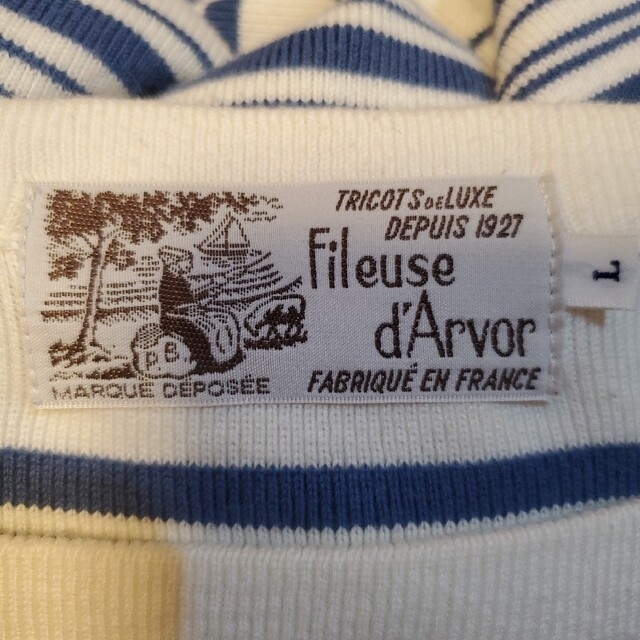 TRICOTS DE LUXE
DEPUIS 1927
Fileuse
d'Arvor
FABRIQUÉ EN FRANCE
P.B.
MARQUE DÉPOSÉE
L